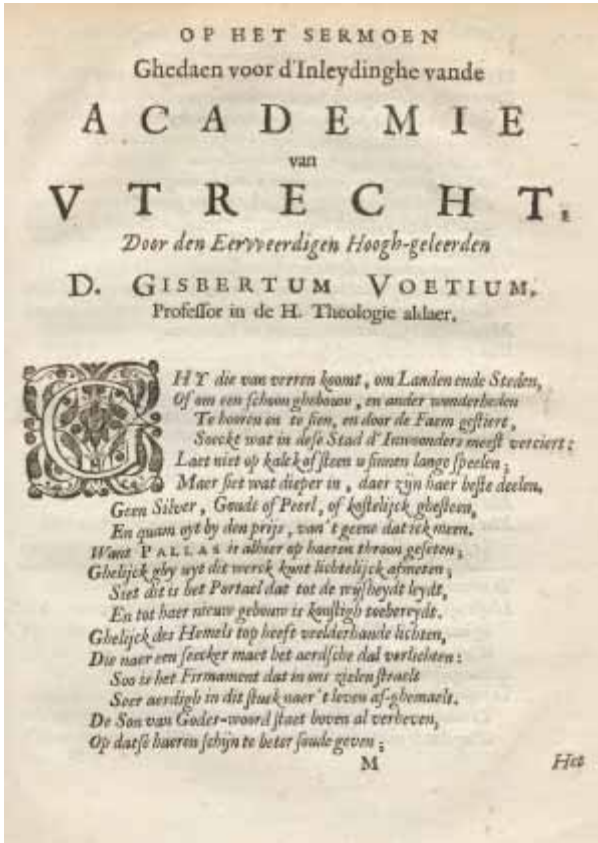 OP HET SERMOEN
Ghedaen voor d'Inleydinghe vande
ACADEMIE
van
VTRECHT,
Door den Eerweerdigen Hoogh-geleerden
D. GISBERTUM VOETIUM.
Professor in de H. Theologie aldaer.
GHY die van verren koomt, om Landen ende Steden,
Of om een schoon ghebouw, en ander wonderheden
Te hooren en te sien, en door de Faem gestiert,
Soeckt wat in dese Stad d'Inwoonders meest verciert:
Laet niet op kalck of steen u sinnen lange speelen;
Maer siet wat dieper in, daer zijn haer beste deelen.
Geen Silver, Goudt of Peerl, of kostelijck ghesteen,
En quam oyt by den prijs, van't geene dat ick meen.
Want PALLAS is alhier op haeren throon geseten;
Ghelijck ghy uyt dit werck kunt lichtelijck afmeten;
Siet dit is het Portael dat tot de wijsheydt leydt,
En tot haer nieuw gebouw is konstigh toebereydt.
Ghelijck des Hemels top heeft veelderhande lichten,
Die naer een seecker maet het aerdsche dal verlichten:
Soo is het Firmament dat in ons zielen straelt
Seer aerdigh in dit stuck naer't leven af-ghemaelt.
De Son van Godes-woord staet boven al verheven,
Op datse haeren schijn te beter soude geven;
M Het